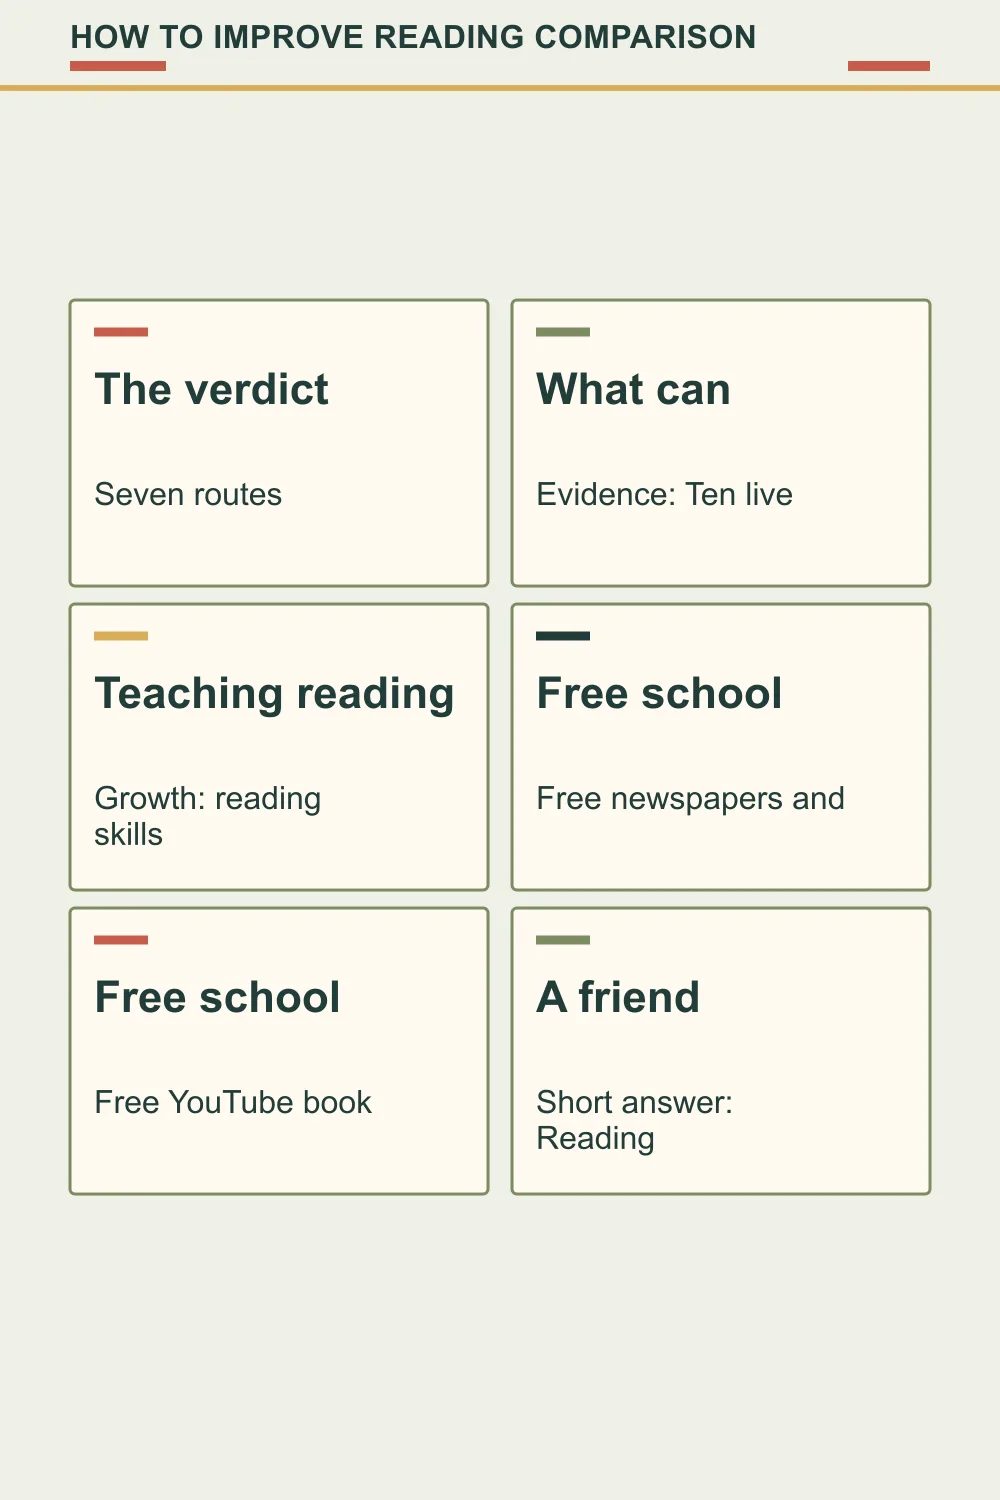 HOW TO IMPROVE READING COMPARISON
The verdict
Seven routes
What can
Evidence: Ten live
Teaching reading
Growth: reading
skills
Free school
Free newspapers and
Free school
Free YouTube book
A friend
Short answer:
Reading